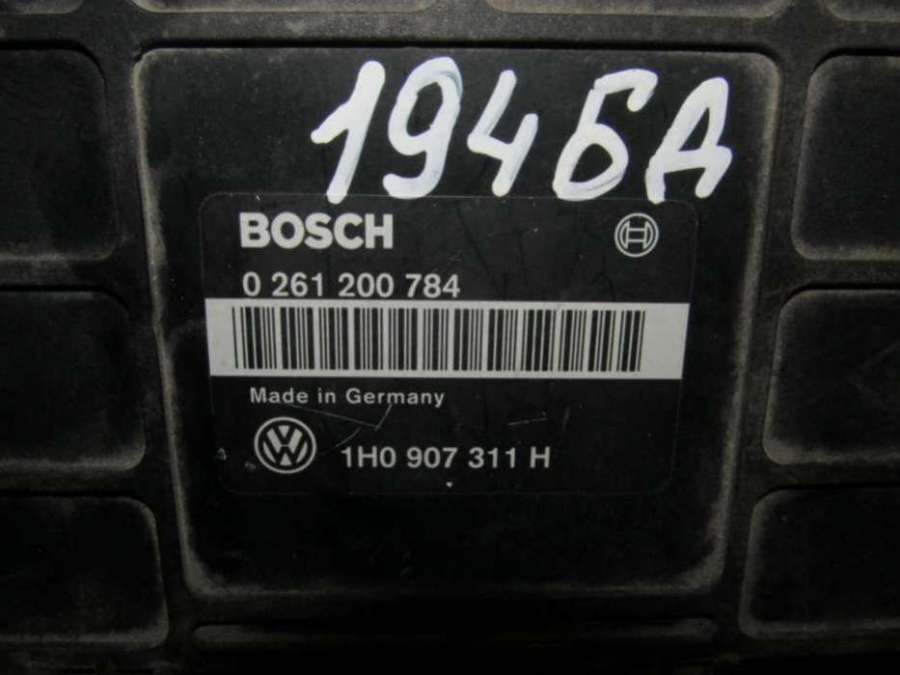 194БА
BOSCH
0 261 200 784
Made in Germany
1H0 907 311 H